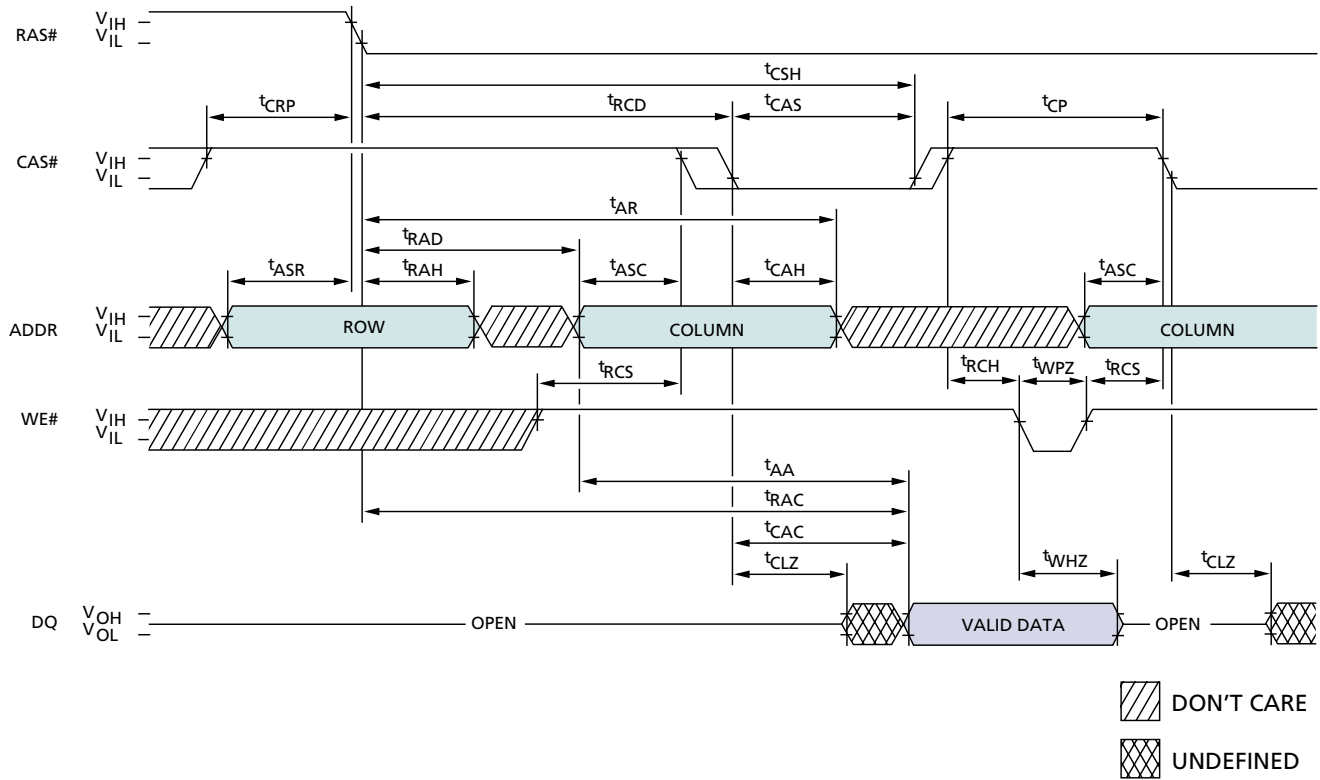 RAS#
VIH
VIL
tCSH
tCRP
tRCD
tCAS
tCP
CAS#
VIH
VIL
tAR
tRAD
tASR
tRAH
tASC
tCAH
tASC
ADDR
VIH
VIL
ROW
COLUMN
COLUMN
tRCS
tRCH
tWPZ
tRCS
WE#
VIH
VIL
tAA
tRAC
tCAC
tCLZ
tWHZ
tCLZ
DQ
VOH
VOL
OPEN
VALID DATA
OPEN
DON'T CARE
UNDEFINED